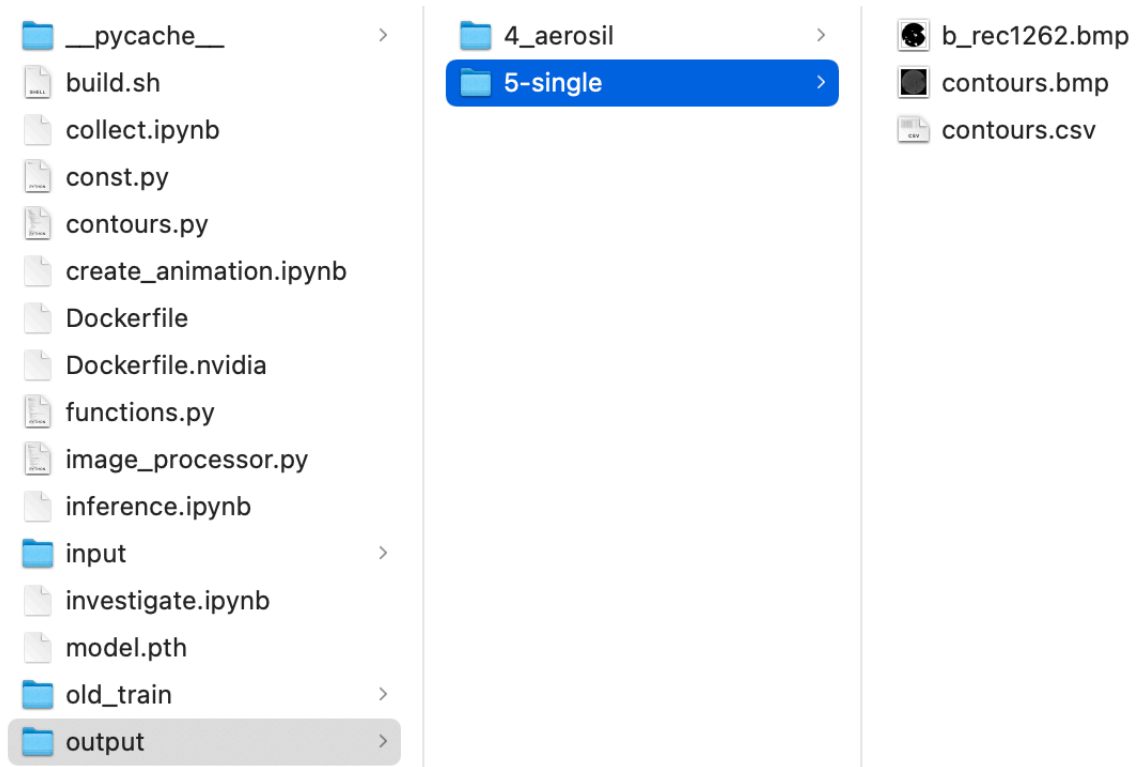 __pycache__
build.sh
collect.ipynb
const.py
contours.py
create_animation.ipynb
Dockerfile
Dockerfile.nvidia
functions.py
image_processor.py
inference.ipynb
input
investigate.ipynb
model.pth
old_train
output
4_aerosil
5-single
b_rec1262.bmp
contours.bmp
contours.csv